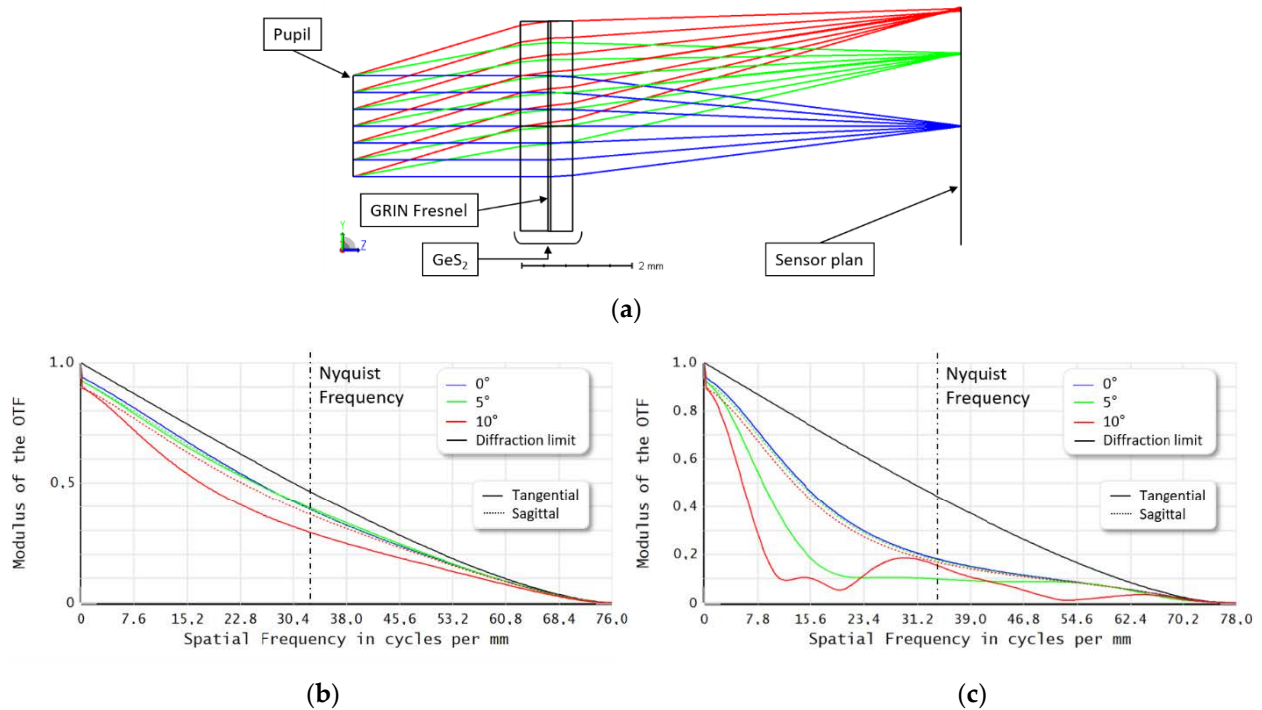 Pupil
GRIN Fresnel
GeS₂
Y
Z
2 mm
Sensor plan
(a)
Modulus of the OTF
1.0
0.5
0
Nyquist
Frequency
0°
5°
10°
Diffraction limit
Tangential
Sagittal
0 7.6 15.2 22.8 30.4 38.0 45.6 53.2 60.8 68.4 76.0
Spatial Frequency in cycles per mm
(b)
Modulus of the OTF
1.0
0.8
0.6
0.4
0.2
0
Nyquist
Frequency
0°
5°
10°
Diffraction limit
Tangential
Sagittal
0 7.8 15.6 23.4 31.2 39.0 46.8 54.6 62.4 70.2 78.0
Spatial Frequency in cycles per mm
(c)